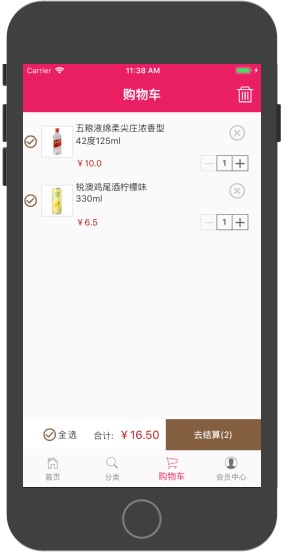 Carrier 11:38 AM
购物车
五粮液绵柔尖庄浓香型
42度125ml
￥10.0
1
锐澳鸡尾酒柠檬味
330ml
￥6.5
1
全选 合计: ￥16.50 去结算(2)
首页 分类 购物车 会员中心